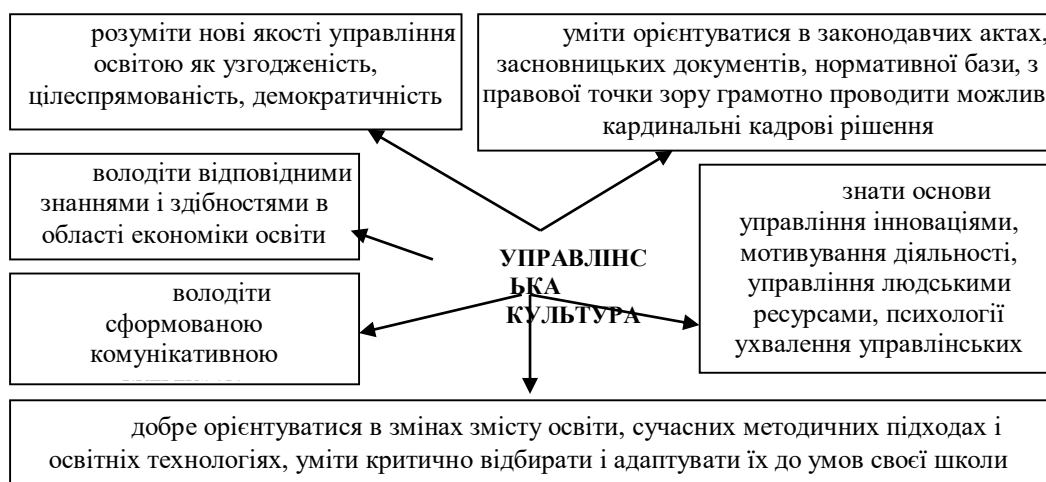 розуміти нові якості управління
освітою як узгодженість,
цілеспрямованість, демократичність
уміти орієнтуватися в законодавчих актах,
засновницьких документів, нормативної бази, з
правової точки зору грамотно проводити можлив
кардинальні кадрові рішення
володіти відповідними
знаннями і здібностями в
області економіки освіти
знати основи
управління інноваціями,
мотивування діяльності,
управління людськими
ресурсами, психології
ухвалення управлінських
УПРАВЛІНС
ЬКА
КУЛЬТУРА
володіти
сформованою
комунікативною
добре орієнтуватися в змінах змісту освіти, сучасних методичних підходах і
освітніх технологіях, уміти критично відбирати і адаптувати їх до умов своєї школи